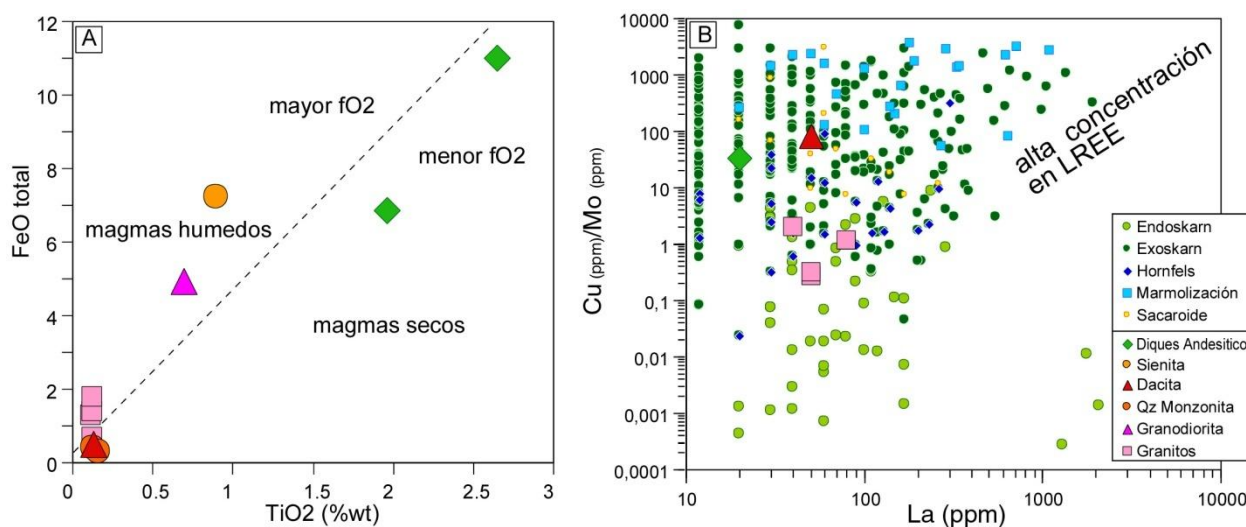 A
12
10
8
6
4
2
0
FeO total
mayor fO2
menor fO2
magmas humedos
magmas secos
0
0.5
1
1.5
2
2.5
3
TiO2 (%wt)
B
10000
1000
100
10
1
0,1
0,01
0,001
0,0001
Cu (ppm)/Mo (ppm)
alta concentración
en LREE
Endoskarn
Exoskarn
Hornfels
Marmolización
Sacaroide
Diques Andesitico
Sienita
Dacita
Qz Monzonita
Granodiorita
Granitos
10
100
1000
10000
La (ppm)